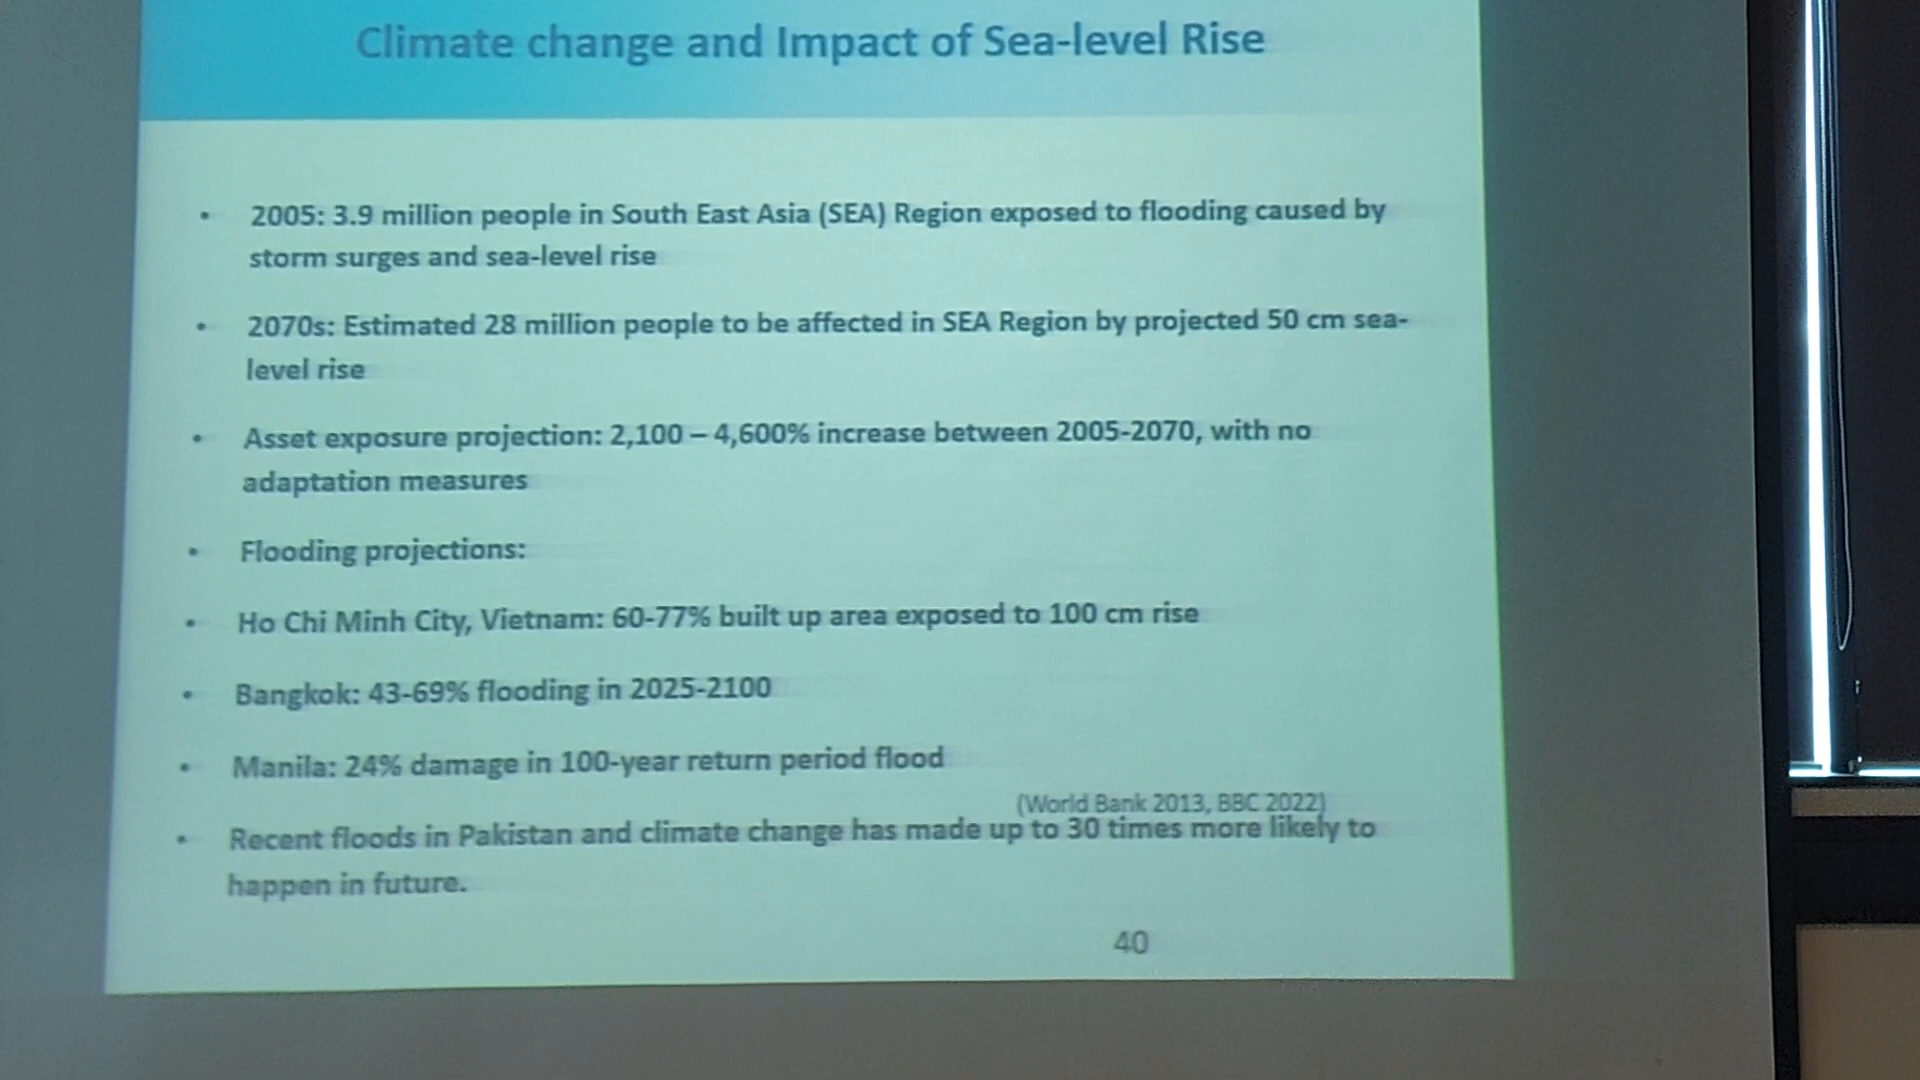 Climate change and Impact of Sea-level Rise
• 2005: 3.9 million people in South East Asia (SEA) Region exposed to flooding caused by
storm surges and sea-level rise
• 2070s: Estimated 28 million people to be affected in SEA Region by projected 50 cm sea-
level rise
• Asset exposure projection: 2,100 – 4,600% increase between 2005-2070, with no
adaptation measures
• Flooding projections:
• Ho Chi Minh City, Vietnam: 60-77% built up area exposed to 100 cm rise
• Bangkok: 43-69% flooding in 2025-2100
• Manila: 24% damage in 100-year return period flood
(World Bank 2013, BBC 2022)
• Recent floods in Pakistan and climate change has made up to 30 times more likely to
happen in future.
40